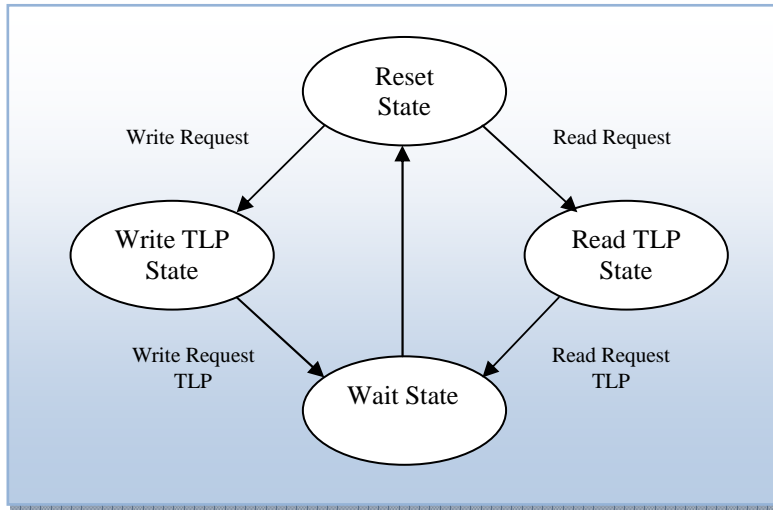 Reset
State
Write Request
Read Request
Write TLP
State
Read TLP
State
Write Request
TLP
Read Request
TLP
Wait State